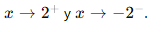 x → 2⁺ y x → −2⁻.